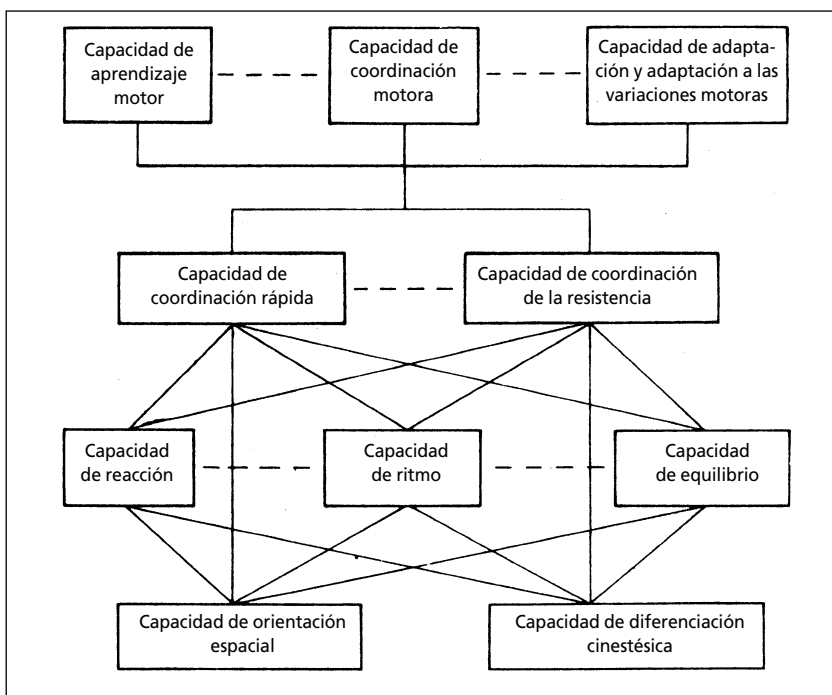 Capacidad de
aprendizaje
motor
Capacidad de
coordinación
motora
Capacidad de adapta-
ción y adaptación a las
variaciones motoras
Capacidad de
coordinación rápida
Capacidad de coordinación
de la resistencia
Capacidad
de reacción
Capacidad
de ritmo
Capacidad
de equilibrio
Capacidad de orientación
espacial
Capacidad de diferenciación
cinestésica